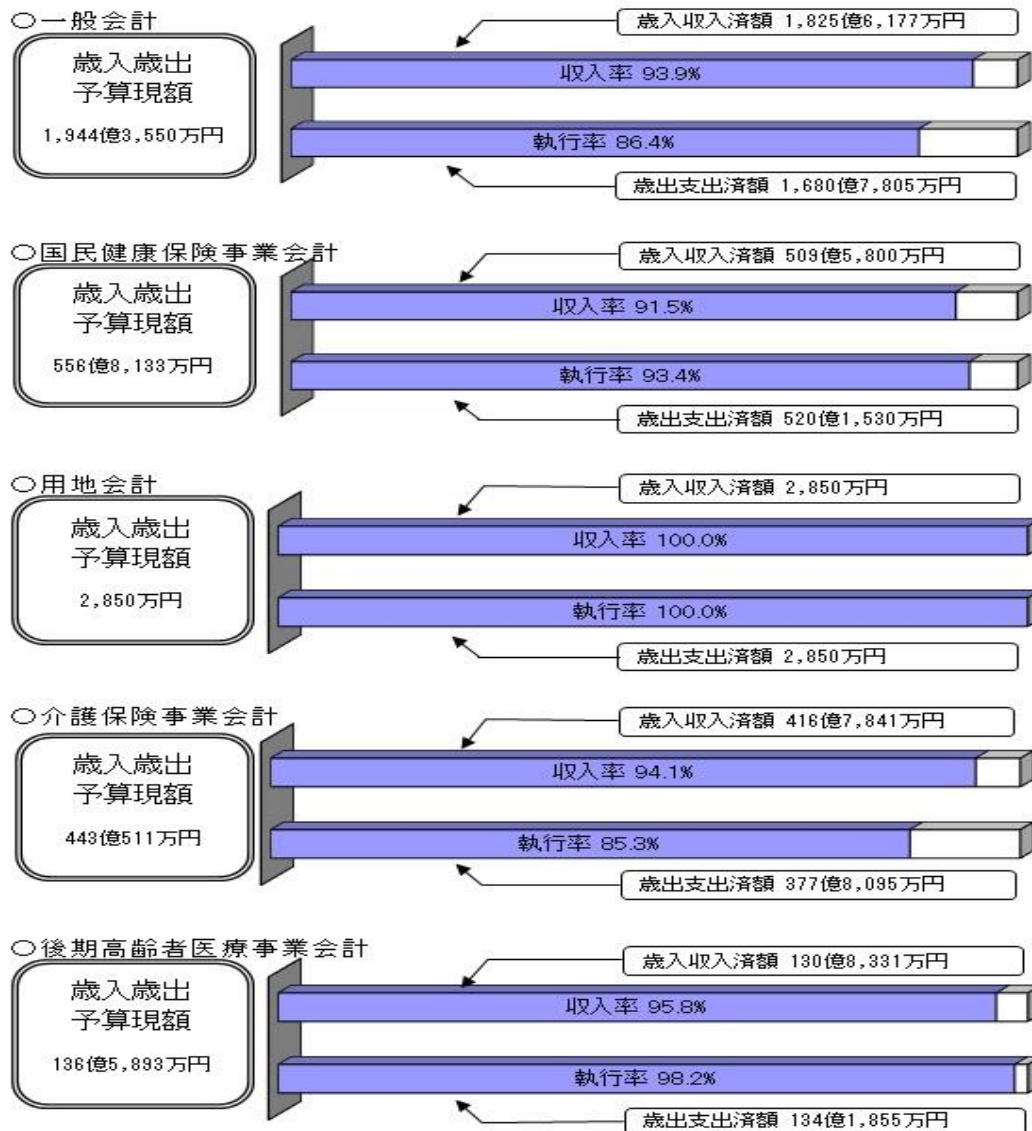 〇一般会計
歳入歳出
予算現額
1,944億3,550万円
歳入収入済額 1,825億6,177万円
収入率 93.9%
執行率 86.4%
歳出支出済額 1,680億7,805万円
〇国民健康保険事業会計
歳入歳出
予算現額
556億8,133万円
歳入収入済額 509億5,800万円
収入率 91.5%
執行率 93.4%
歳出支出済額 520億1,530万円
〇用地会計
歳入歳出
予算現額
2,850万円
歳入収入済額 2,850万円
収入率 100.0%
執行率 100.0%
歳出支出済額 2,850万円
〇介護保険事業会計
歳入歳出
予算現額
443億511万円
歳入収入済額 416億7,841万円
収入率 94.1%
執行率 85.3%
歳出支出済額 377億8,095万円
〇後期高齢者医療事業会計
歳入歳出
予算現額
136億5,893万円
歳入収入済額 130億8,331万円
収入率 95.8%
執行率 98.2%
歳出支出済額 134億1,855万円